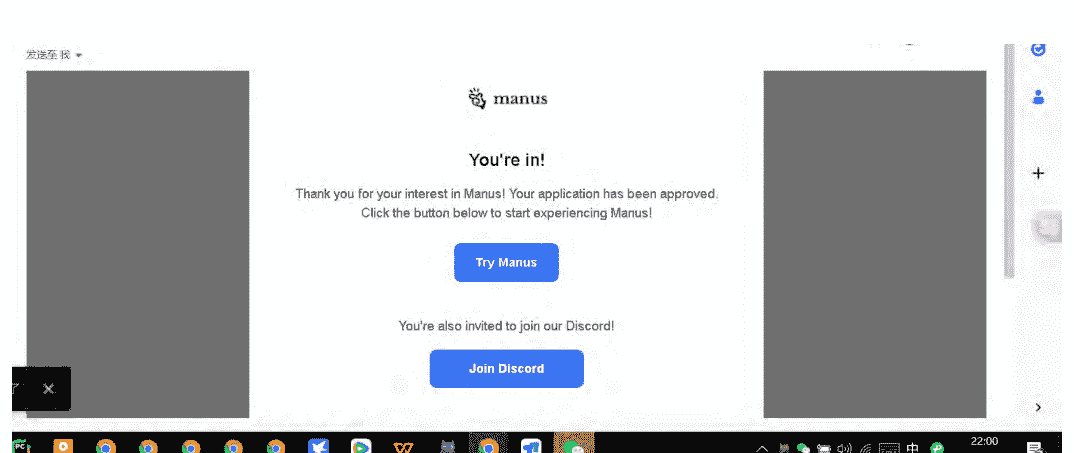 发送至 我
manus
You're in!
Thank you for your interest in Manus! Your application has been approved.
Click the button below to start experiencing Manus!
Try Manus
You're also invited to join our Discord!
Join Discord
中
22:00